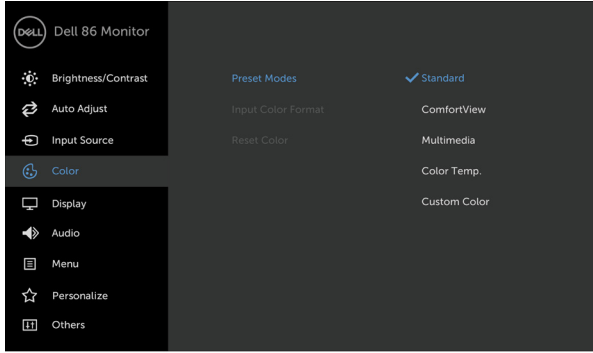 DELL Dell 86 Monitor
Brightness/Contrast Preset Modes Standard
Auto Adjust Input Color Format ComfortView
Input Source Reset Color Multimedia
Color Color Temp.
Display Custom Color
Audio
Menu
Personalize
Others